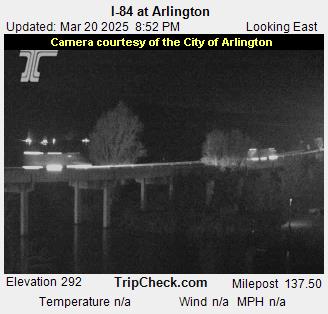 I-84 at Arlington
Updated: Mar 20 2025 8:52 PM Looking East
Camera courtesy of the City of Arlington
Elevation 292 TripCheck.com Milepost 137.50
Temperature n/a Wind n/a MPH n/a